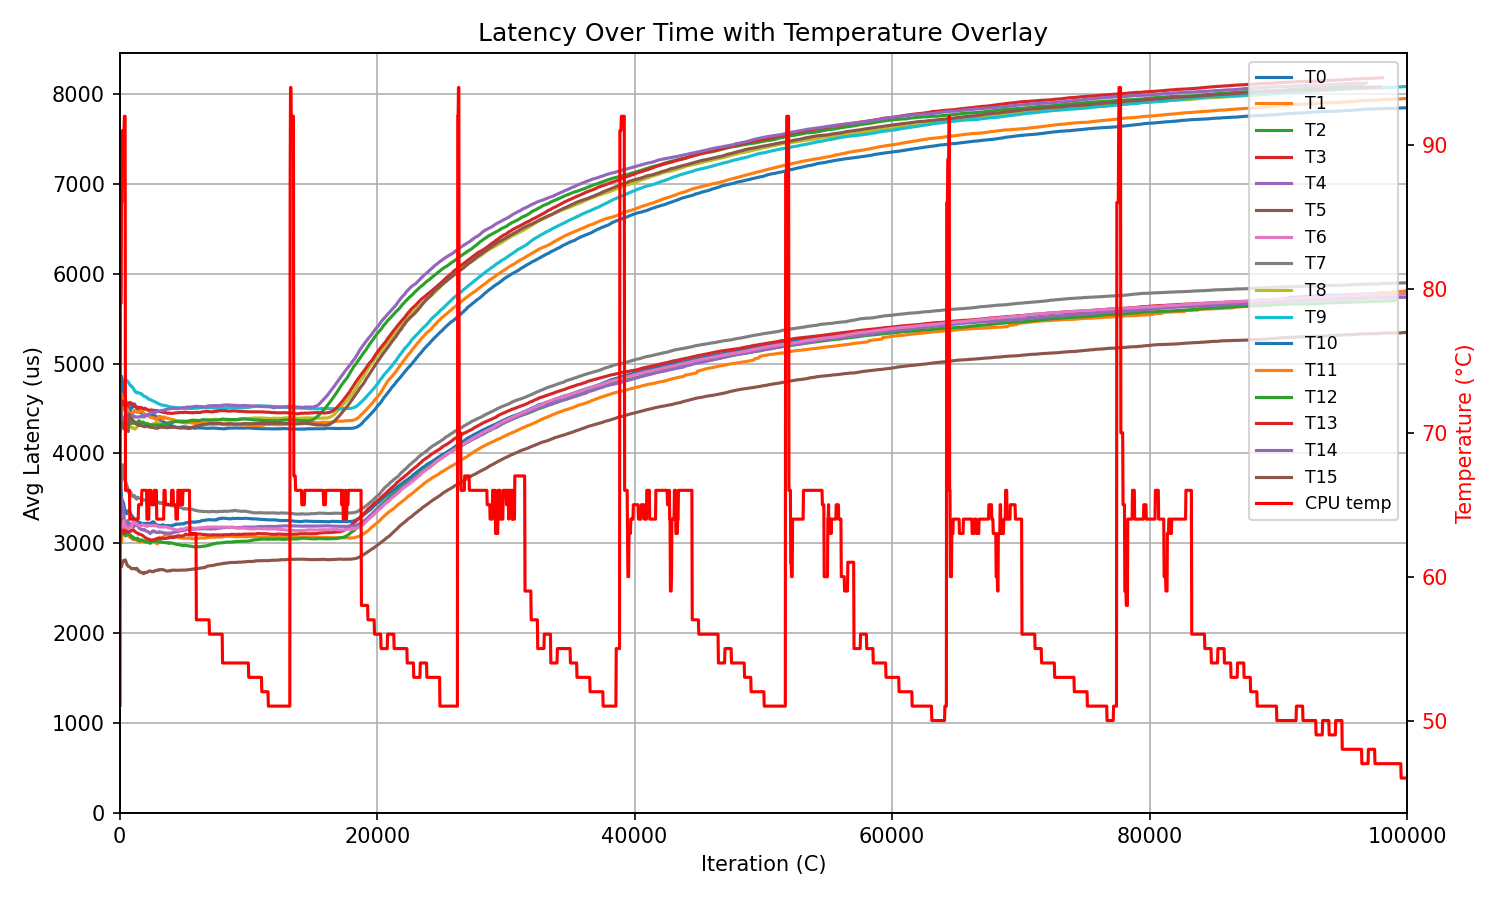 Latency Over Time with Temperature Overlay
Avg Latency (us)
8000
7000
6000
5000
4000
3000
2000
1000
0
0
20000
40000
60000
80000
100000
Iteration (C)
90
80
70
60
50
Temperature (°C)
T0
T1
T2
T3
T4
T5
T6
T7
T8
T9
T10
T11
T12
T13
T14
T15
CPU temp